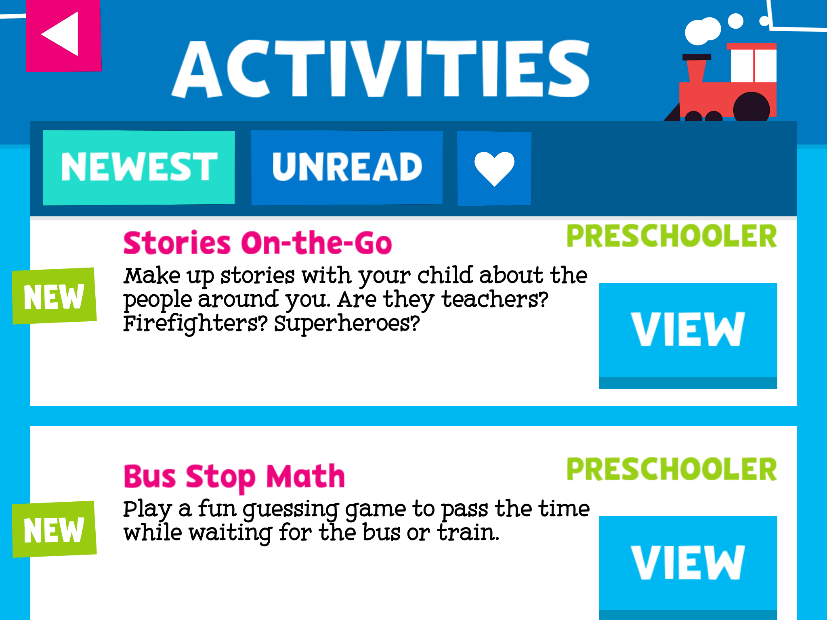 ACTIVITIES
NEWEST
UNREAD
Stories On-the-Go
PRESCHOOLER
NEW
Make up stories with your child about the
people around you. Are they teachers?
Firefighters? Superheroes?
VIEW
Bus Stop Math
PRESCHOOLER
NEW
Play a fun guessing game to pass the time
while waiting for the bus or train.
VIEW